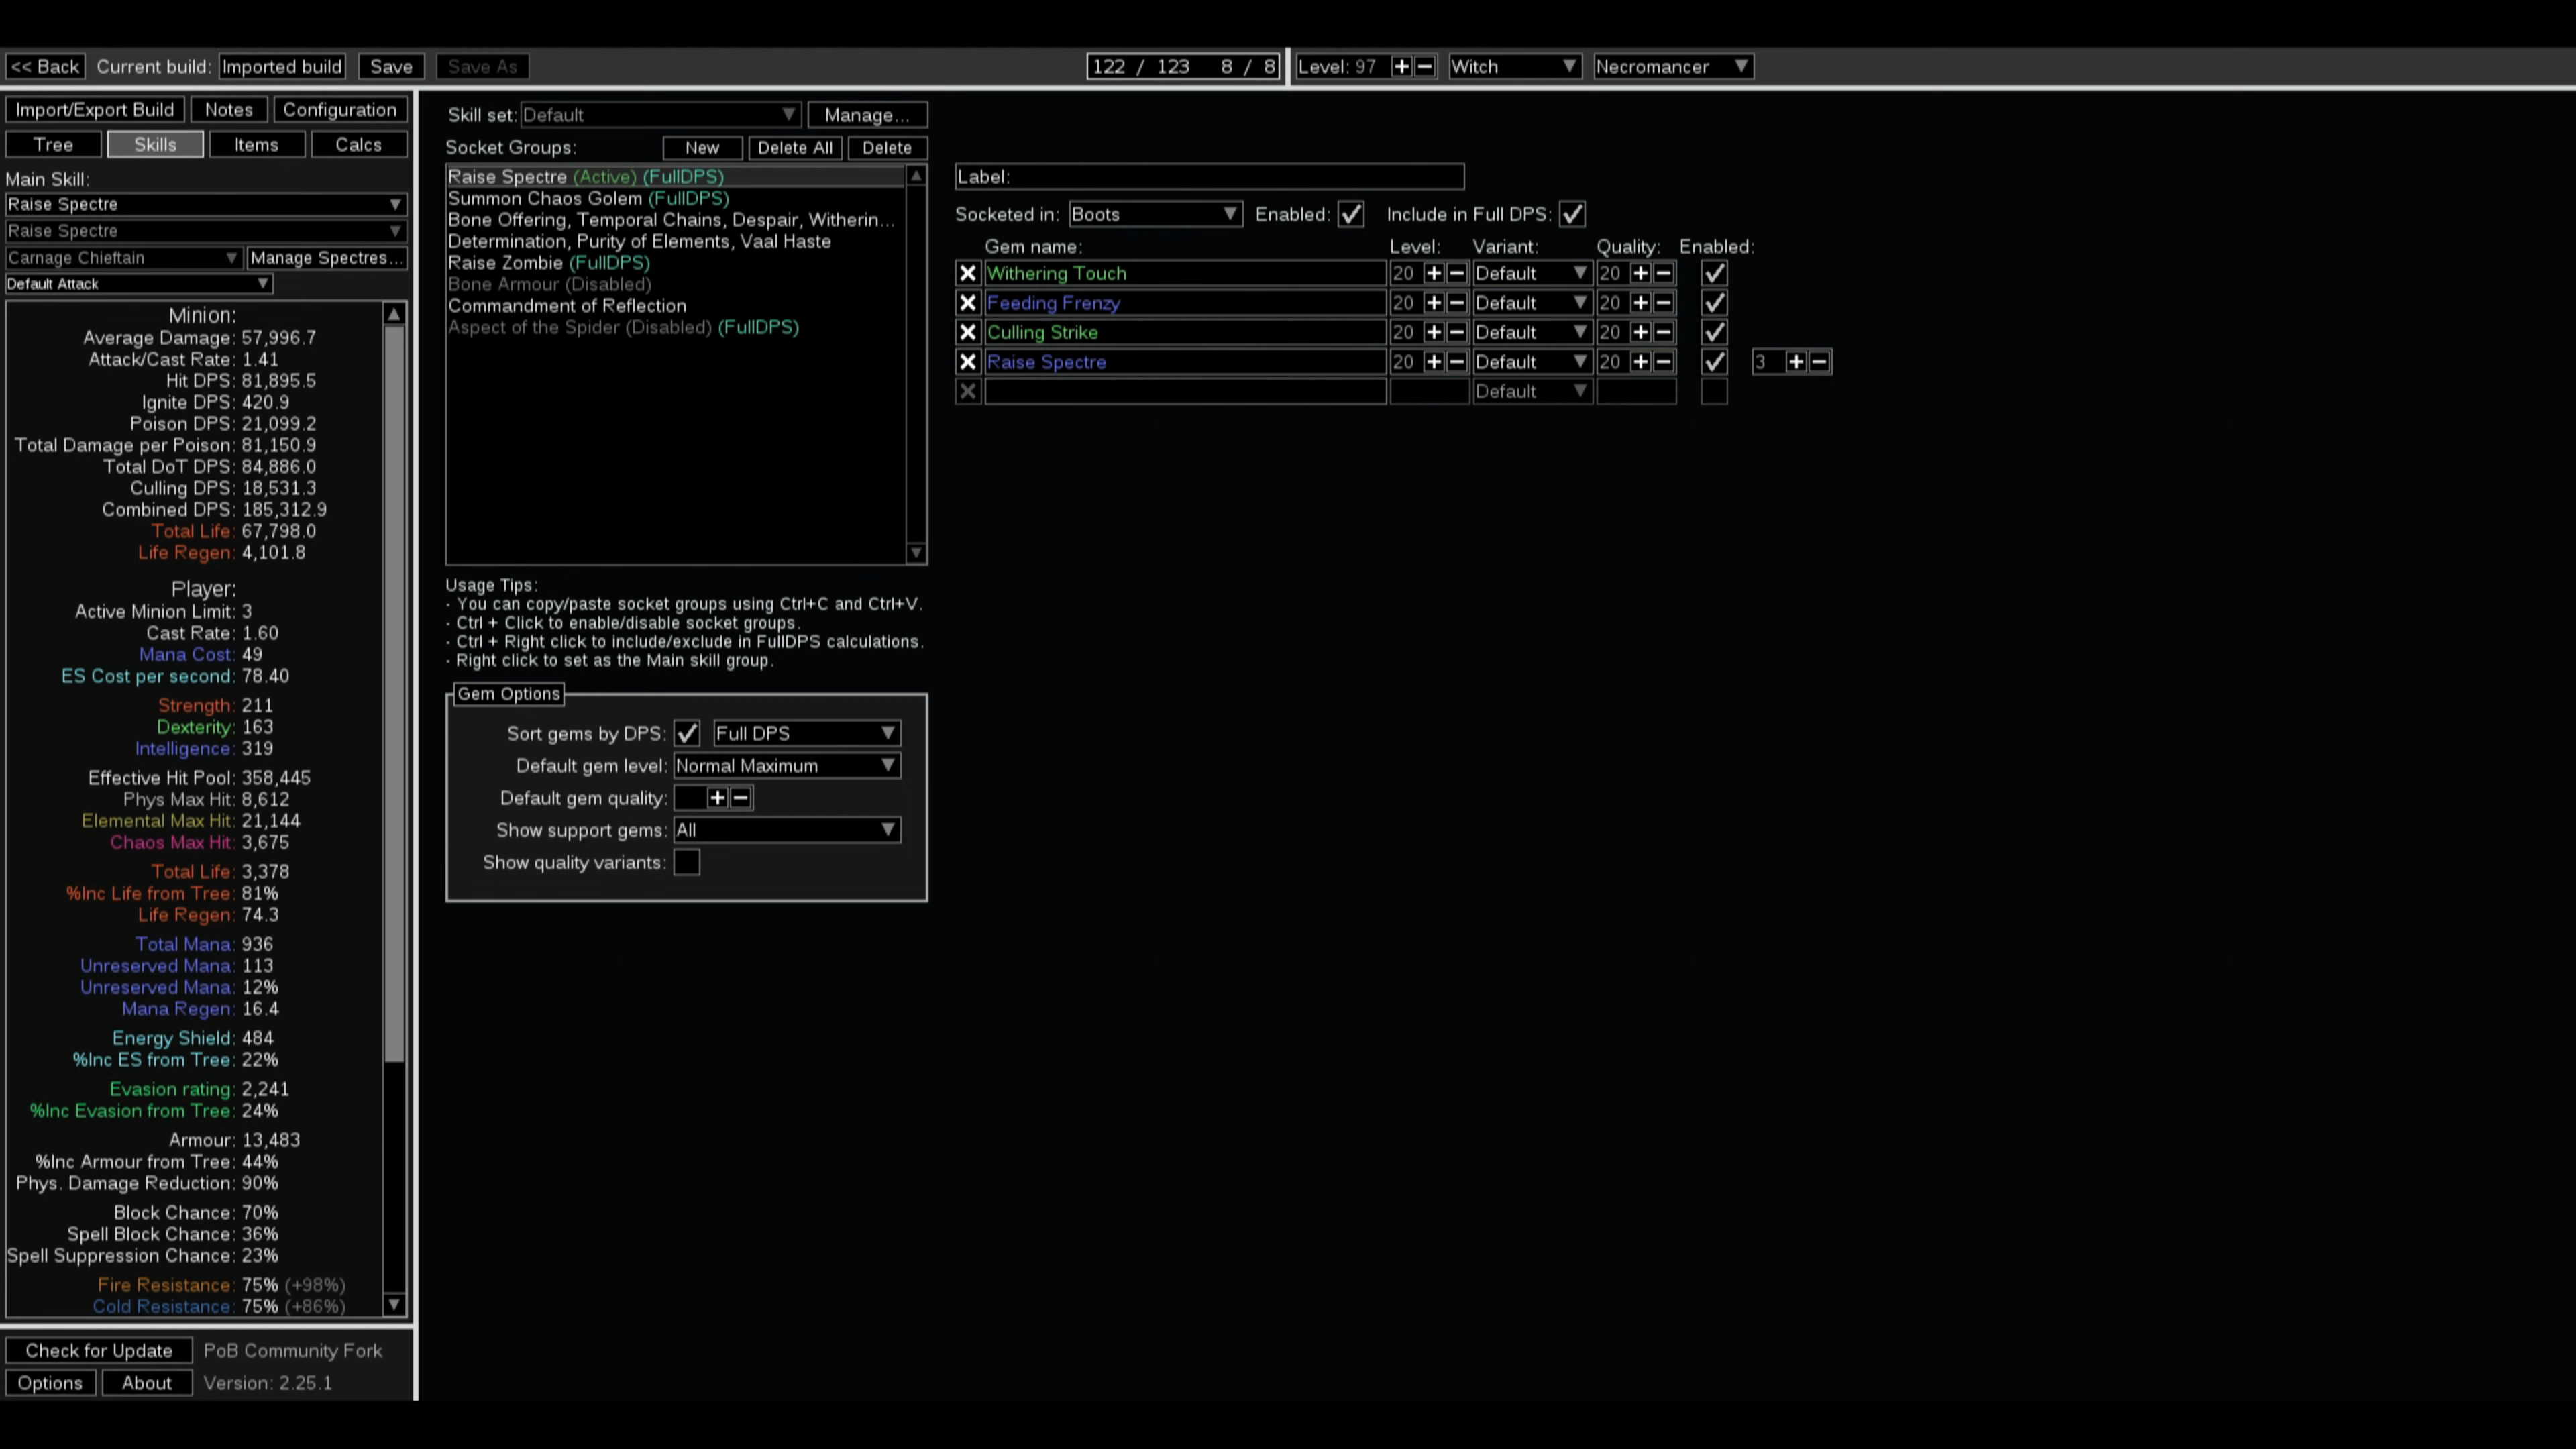 << Back Current build: Imported build Save Save As 122 / 123 8 / 8 Level: 97 + − Witch Necromancer
Import/Export Build Notes Configuration
Tree Skills Items Calcs
Main Skill:
Raise Spectre
Raise Spectre
Carnage Chieftain Manage Spectres...
Default Attack
Minion:
Average Damage: 57,996.7
Attack/Cast Rate: 1.41
Hit DPS: 81,895.5
Ignite DPS: 420.9
Poison DPS: 21,099.2
Total Damage per Poison: 81,150.9
Total DoT DPS: 84,886.0
Culling DPS: 18,531.3
Combined DPS: 185,312.9
Total Life: 67,798.0
Life Regen: 4,101.8
Player:
Active Minion Limit: 3
Cast Rate: 1.60
Mana Cost: 49
ES Cost per second: 78.40
Strength: 211
Dexterity: 163
Intelligence: 319
Effective Hit Pool: 358,445
Phys Max Hit: 8,612
Elemental Max Hit: 21,144
Chaos Max Hit: 3,675
Total Life: 3,378
%Inc Life from Tree: 81%
Life Regen: 74.3
Total Mana: 936
Unreserved Mana: 113
Unreserved Mana: 12%
Mana Regen: 16.4
Energy Shield: 484
%Inc ES from Tree: 22%
Evasion rating: 2,241
%Inc Evasion from Tree: 24%
Armour: 13,483
%Inc Armour from Tree: 44%
Phys. Damage Reduction: 90%
Block Chance: 70%
Spell Block Chance: 36%
Spell Suppression Chance: 23%
Fire Resistance: 75% (+98%)
Cold Resistance: 75% (+86%)
Check for Update PoB Community Fork
Options About Version: 2.25.1
Skill set: Default Manage...
Socket Groups: New Delete All Delete
Raise Spectre (Active) (FullDPS)
Summon Chaos Golem (FullDPS)
Bone Offering, Temporal Chains, Despair, Witherin...
Determination, Purity of Elements, Vaal Haste
Raise Zombie (FullDPS)
Bone Armour (Disabled)
Commandment of Reflection
Aspect of the Spider (Disabled) (FullDPS)
Usage Tips:
- You can copy/paste socket groups using Ctrl+C and Ctrl+V.
- Ctrl + Click to enable/disable socket groups.
- Ctrl + Right click to include/exclude in FullDPS calculations.
- Right click to set as the Main skill group.
Gem Options
Sort gems by DPS: Full DPS
Default gem level: Normal Maximum
Default gem quality: + −
Show support gems: All
Show quality variants:
Label:
Socketed in: Boots Enabled: Include in Full DPS:
Gem name: Level: Variant: Quality: Enabled:
X Withering Touch 20 + − Default 20 + −
X Feeding Frenzy 20 + − Default 20 + −
X Culling Strike 20 + − Default 20 + −
X Raise Spectre 20 + − Default 20 + − 3 + −
X Default